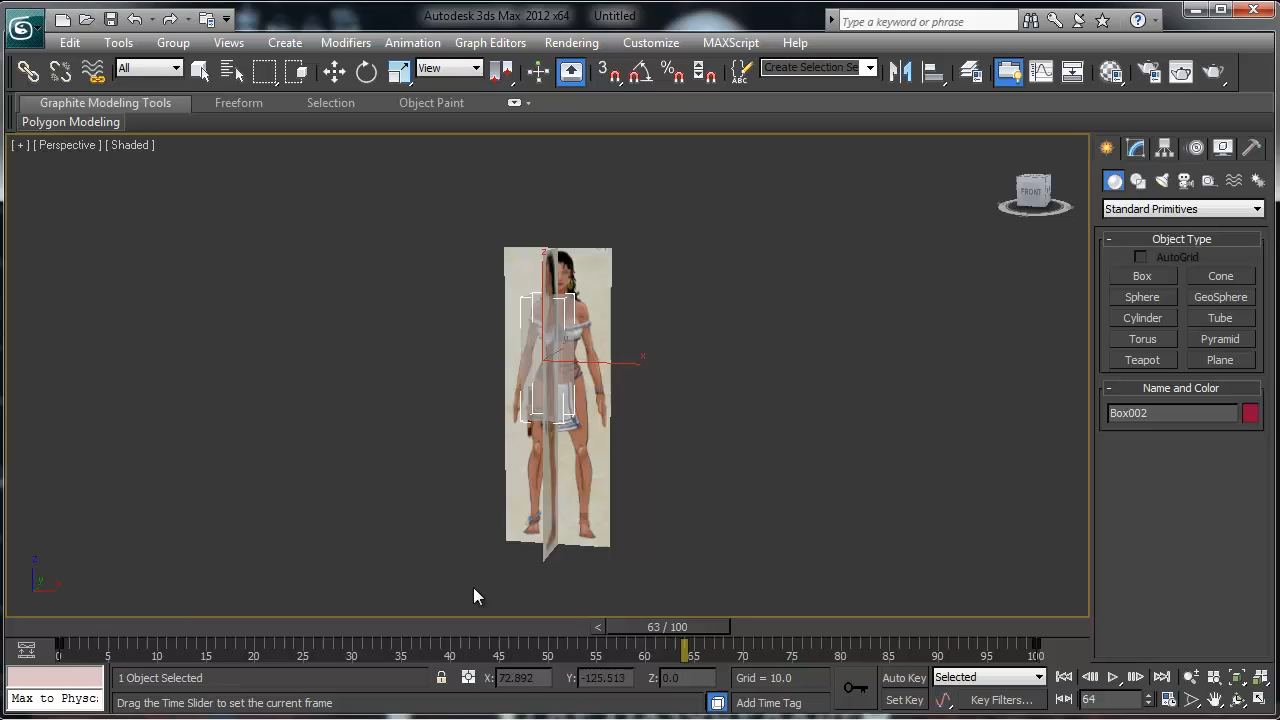 Autodesk 3ds Max 2012 x64 Untitled
Type a keyword or phrase
Edit Tools Group Views Create Modifiers Animation Graph Editors Rendering Customize MAXScript Help
All View 3 Create Selection Se
ABC
Graphite Modeling Tools Freeform Selection Object Paint
Polygon Modeling
[ + ] [ Perspective ] [ Shaded ]
FRONT
Standard Primitives
- Object Type
AutoGrid
Box Cone
Sphere GeoSphere
Cylinder Tube
Torus Pyramid
Teapot Plane
- Name and Color
Box002
z
y
x
z
y
x
< 63 / 100
0 5 10 15 20 25 30 35 40 45 50 55 60 65 70 75 80 85 90 95 100
1 Object Selected X: 72.892 Y: -125.513 Z: 0.0 Grid = 10.0 Auto Key Selected
Max to Physc: Drag the Time Slider to set the current frame Add Time Tag Set Key Key Filters... 64